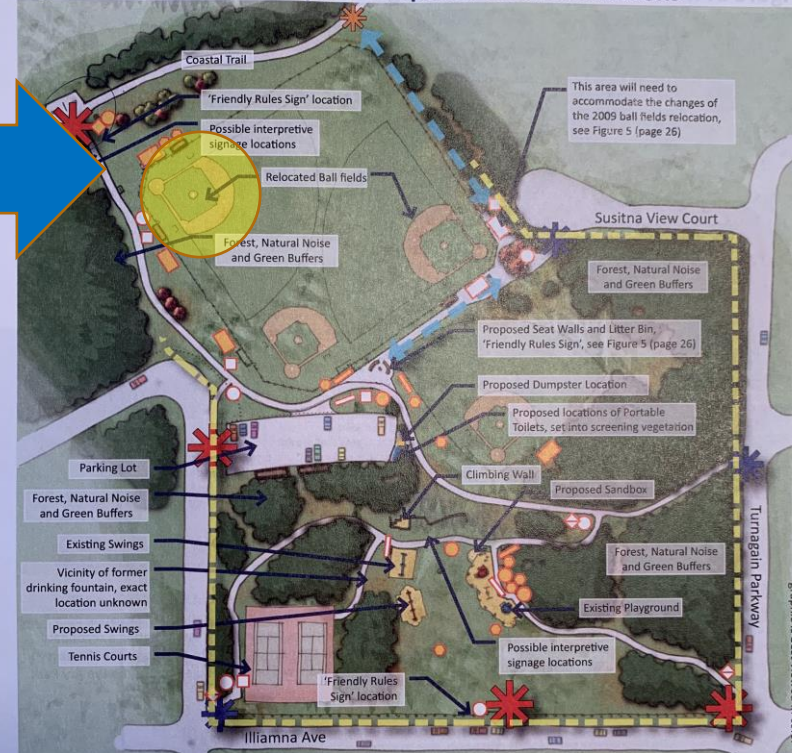 Coastal Trail
'Friendly Rules Sign' location
Possible interpretive
signage locations
Relocated Ball fields
Forest, Natural Noise
and Green Buffers
This area will need to
accommodate the changes of
the 2009 ball fields relocation,
see Figure 5 (page 26)
Susitna View Court
Forest, Natural Noise
and Green Buffers
Proposed Seat Walls and Litter Bin,
'Friendly Rules Sign', see Figure 5 (page 26)
Proposed Dumpster Location
Proposed locations of Portable
Toilets, set into screening vegetation
Parking Lot
Climbing Wall
Proposed Sandbox
Forest, Natural Noise
and Green Buffers
Existing Swings
Vicinity of former
drinking fountain, exact
location unknown
Proposed Swings
Tennis Courts
Forest, Natural Noise
and Green Buffers
Existing Playground
Possible interpretive
signage locations
'Friendly Rules
Sign' location
Turnagain Parkway
Illiamna Ave